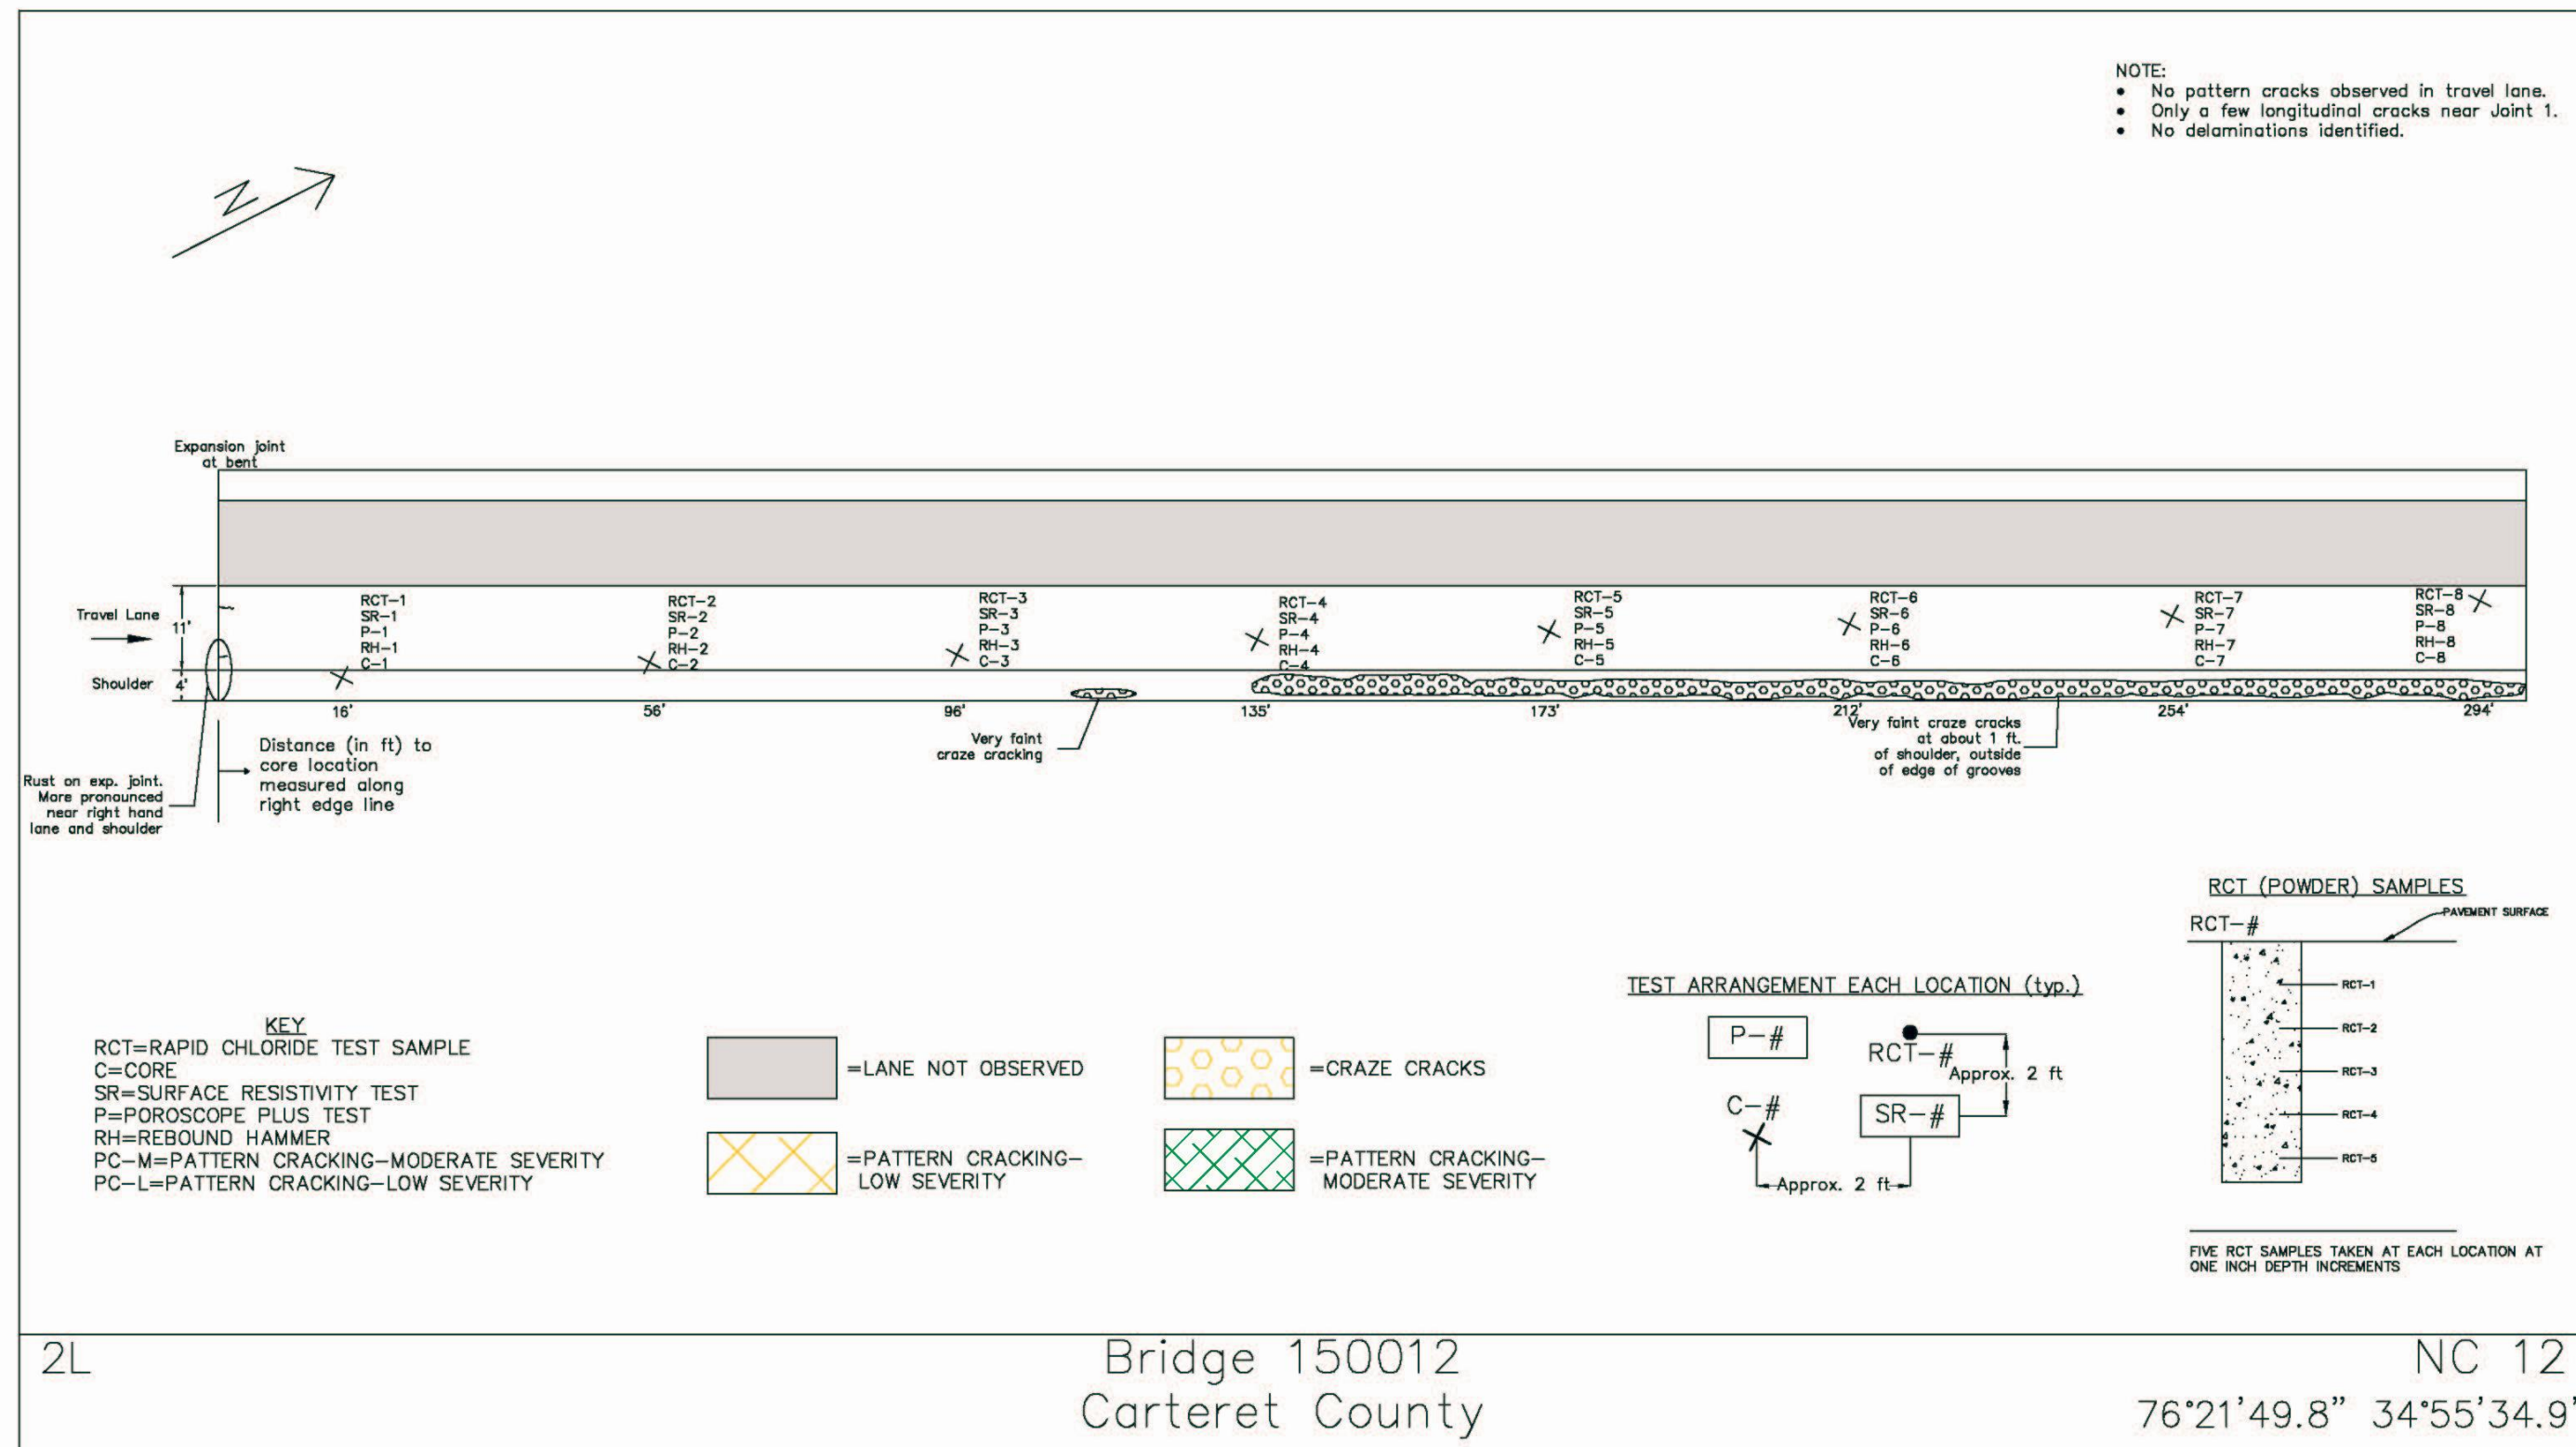 NOTE:
• No pattern cracks observed in travel lane.
• Only a few longitudinal cracks near Joint 1.
• No delaminations identified.
N
Expansion joint
at bent
Travel Lane
11'
Shoulder
4'
RCT-1
SR-1
P-1
RH-1
C-1
RCT-2
SR-2
P-2
RH-2
C-2
RCT-3
SR-3
P-3
RH-3
C-3
RCT-4
SR-4
P-4
RH-4
C-4
RCT-5
SR-5
P-5
RH-5
C-5
RCT-6
SR-6
P-6
RH-6
C-6
RCT-7
SR-7
P-7
RH-7
C-7
RCT-8
SR-8
P-8
RH-8
C-8
16'
56'
96'
135'
173'
212'
254'
294'
Rust on exp. joint.
More pronounced
near right hand
lane and shoulder
Distance (in ft) to
core location
measured along
right edge line
Very faint
craze cracking
Very faint craze cracks
at about 1 ft.
of shoulder, outside
of edge of grooves
KEY
RCT=RAPID CHLORIDE TEST SAMPLE
C=CORE
SR=SURFACE RESISTIVITY TEST
P=POROSCOPE PLUS TEST
RH=REBOUND HAMMER
PC-M=PATTERN CRACKING-MODERATE SEVERITY
PC-L=PATTERN CRACKING-LOW SEVERITY
=LANE NOT OBSERVED
=CRAZE CRACKS
=PATTERN CRACKING-
LOW SEVERITY
=PATTERN CRACKING-
MODERATE SEVERITY
TEST ARRANGEMENT EACH LOCATION (typ.)
P-#
RCT-#
Approx. 2 ft
C-#
SR-#
Approx. 2 ft
RCT (POWDER) SAMPLES
RCT-#
PAVEMENT SURFACE
RCT-1
RCT-2
RCT-3
RCT-4
RCT-5
FIVE RCT SAMPLES TAKEN AT EACH LOCATION AT
ONE INCH DEPTH INCREMENTS
2L
Bridge 150012
Carteret County
NC 12
76°21'49.8" 34°55'34.9'